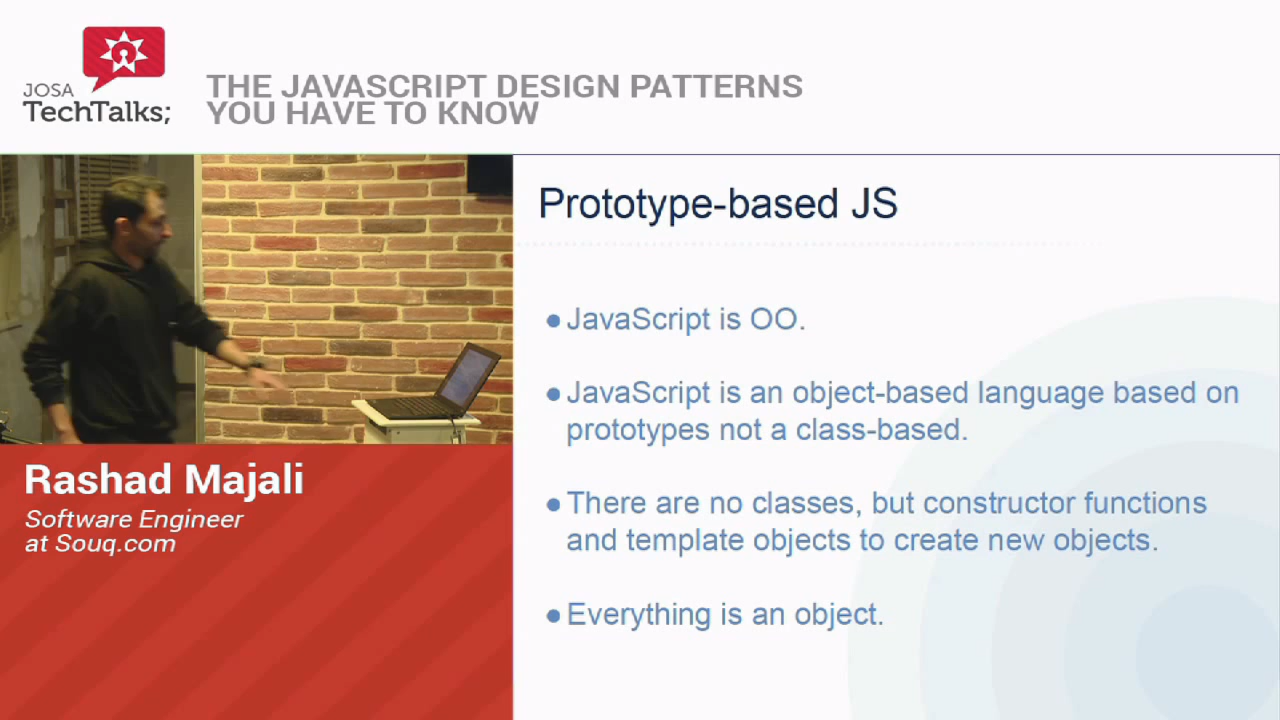 JOSA
TechTalks;
THE JAVASCRIPT DESIGN PATTERNS
YOU HAVE TO KNOW
Prototype-based JS
●JavaScript is OO.
●JavaScript is an object-based language based on
prototypes not a class-based.
●There are no classes, but constructor functions
and template objects to create new objects.
●Everything is an object.
Rashad Majali
Software Engineer
at Souq.com